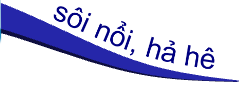 sôi nổi, hả hê